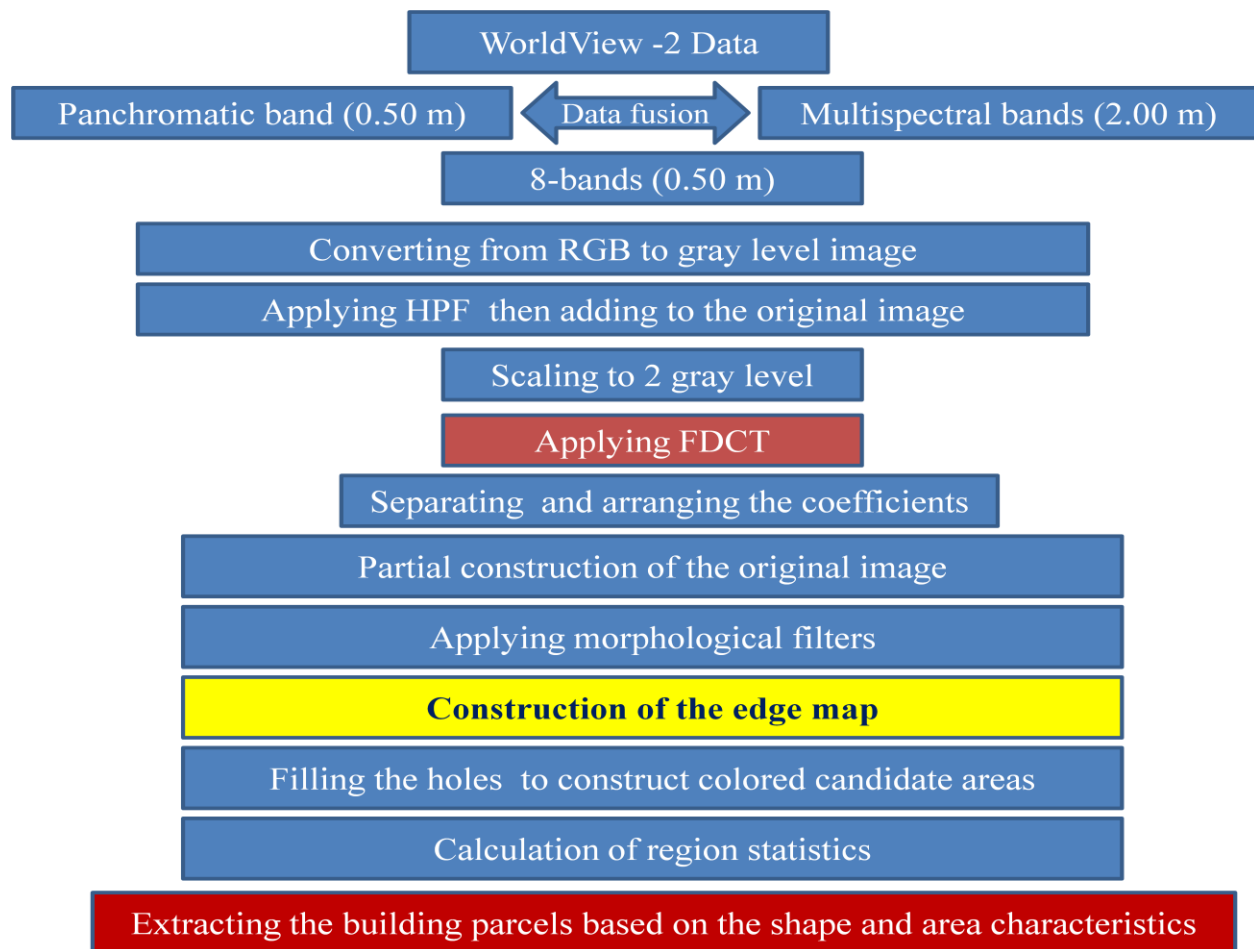 WorldView -2 Data
Panchromatic band (0.50 m)
Data fusion
Multispectral bands (2.00 m)
8-bands (0.50 m)
Converting from RGB to gray level image
Applying HPF then adding to the original image
Scaling to 2 gray level
Applying FDCT
Separating and arranging the coefficients
Partial construction of the original image
Applying morphological filters
Construction of the edge map
Filling the holes to construct colored candidate areas
Calculation of region statistics
Extracting the building parcels based on the shape and area characteristics